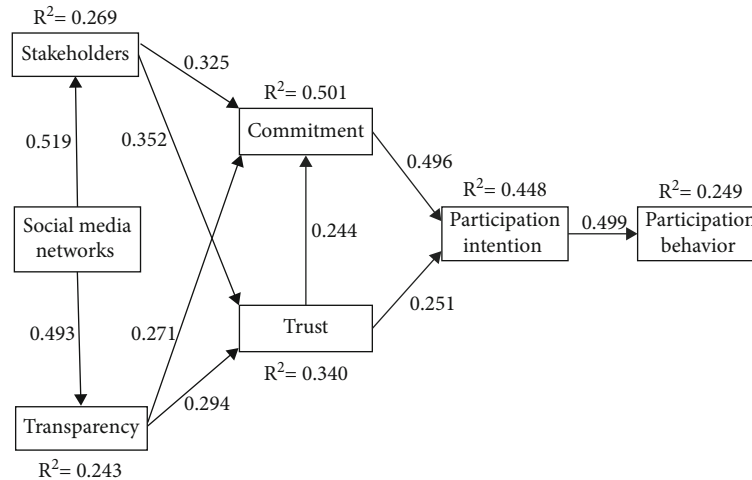 R²= 0.269
Stakeholders
0.325
R²= 0.501
Commitment
0.519
0.352
0.496
R²= 0.448
R²= 0.249
Social media
networks
0.244
Participation
intention
0.499
Participation
behavior
0.493
0.271
Trust
0.251
R²= 0.340
0.294
Transparency
R²= 0.243